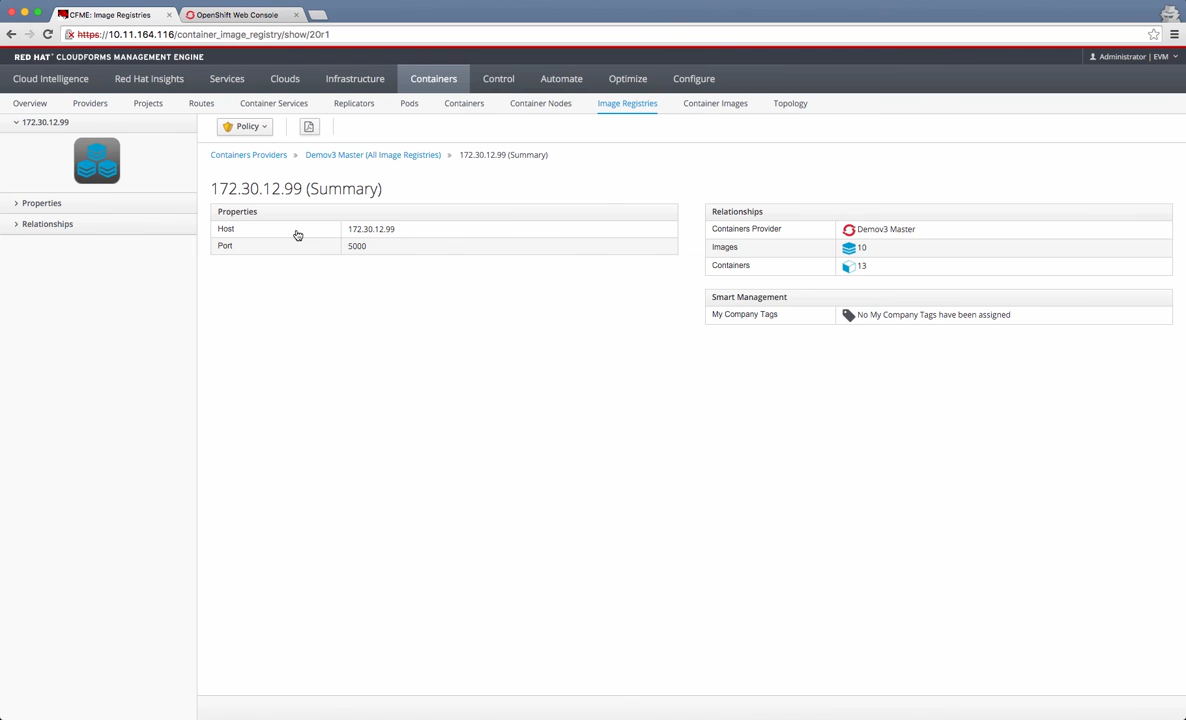 CFME: Image Registries
OpenShift Web Console
https://10.11.164.116/container_image_registry/show/20r1
RED HAT CLOUDFORMS MANAGEMENT ENGINE
Administrator | EVM
Cloud Intelligence Red Hat Insights Services Clouds Infrastructure Containers Control Automate Optimize Configure
Overview Providers Projects Routes Container Services Replicators Pods Containers Container Nodes Image Registries Container Images Topology
172.30.12.99
Properties
Relationships
Policy
Containers Providers » Demov3 Master (All Image Registries) » 172.30.12.99 (Summary)
172.30.12.99 (Summary)
Properties
Host 172.30.12.99
Port 5000
Relationships
Containers Provider Demov3 Master
Images 10
Containers 13
Smart Management
My Company Tags No My Company Tags have been assigned